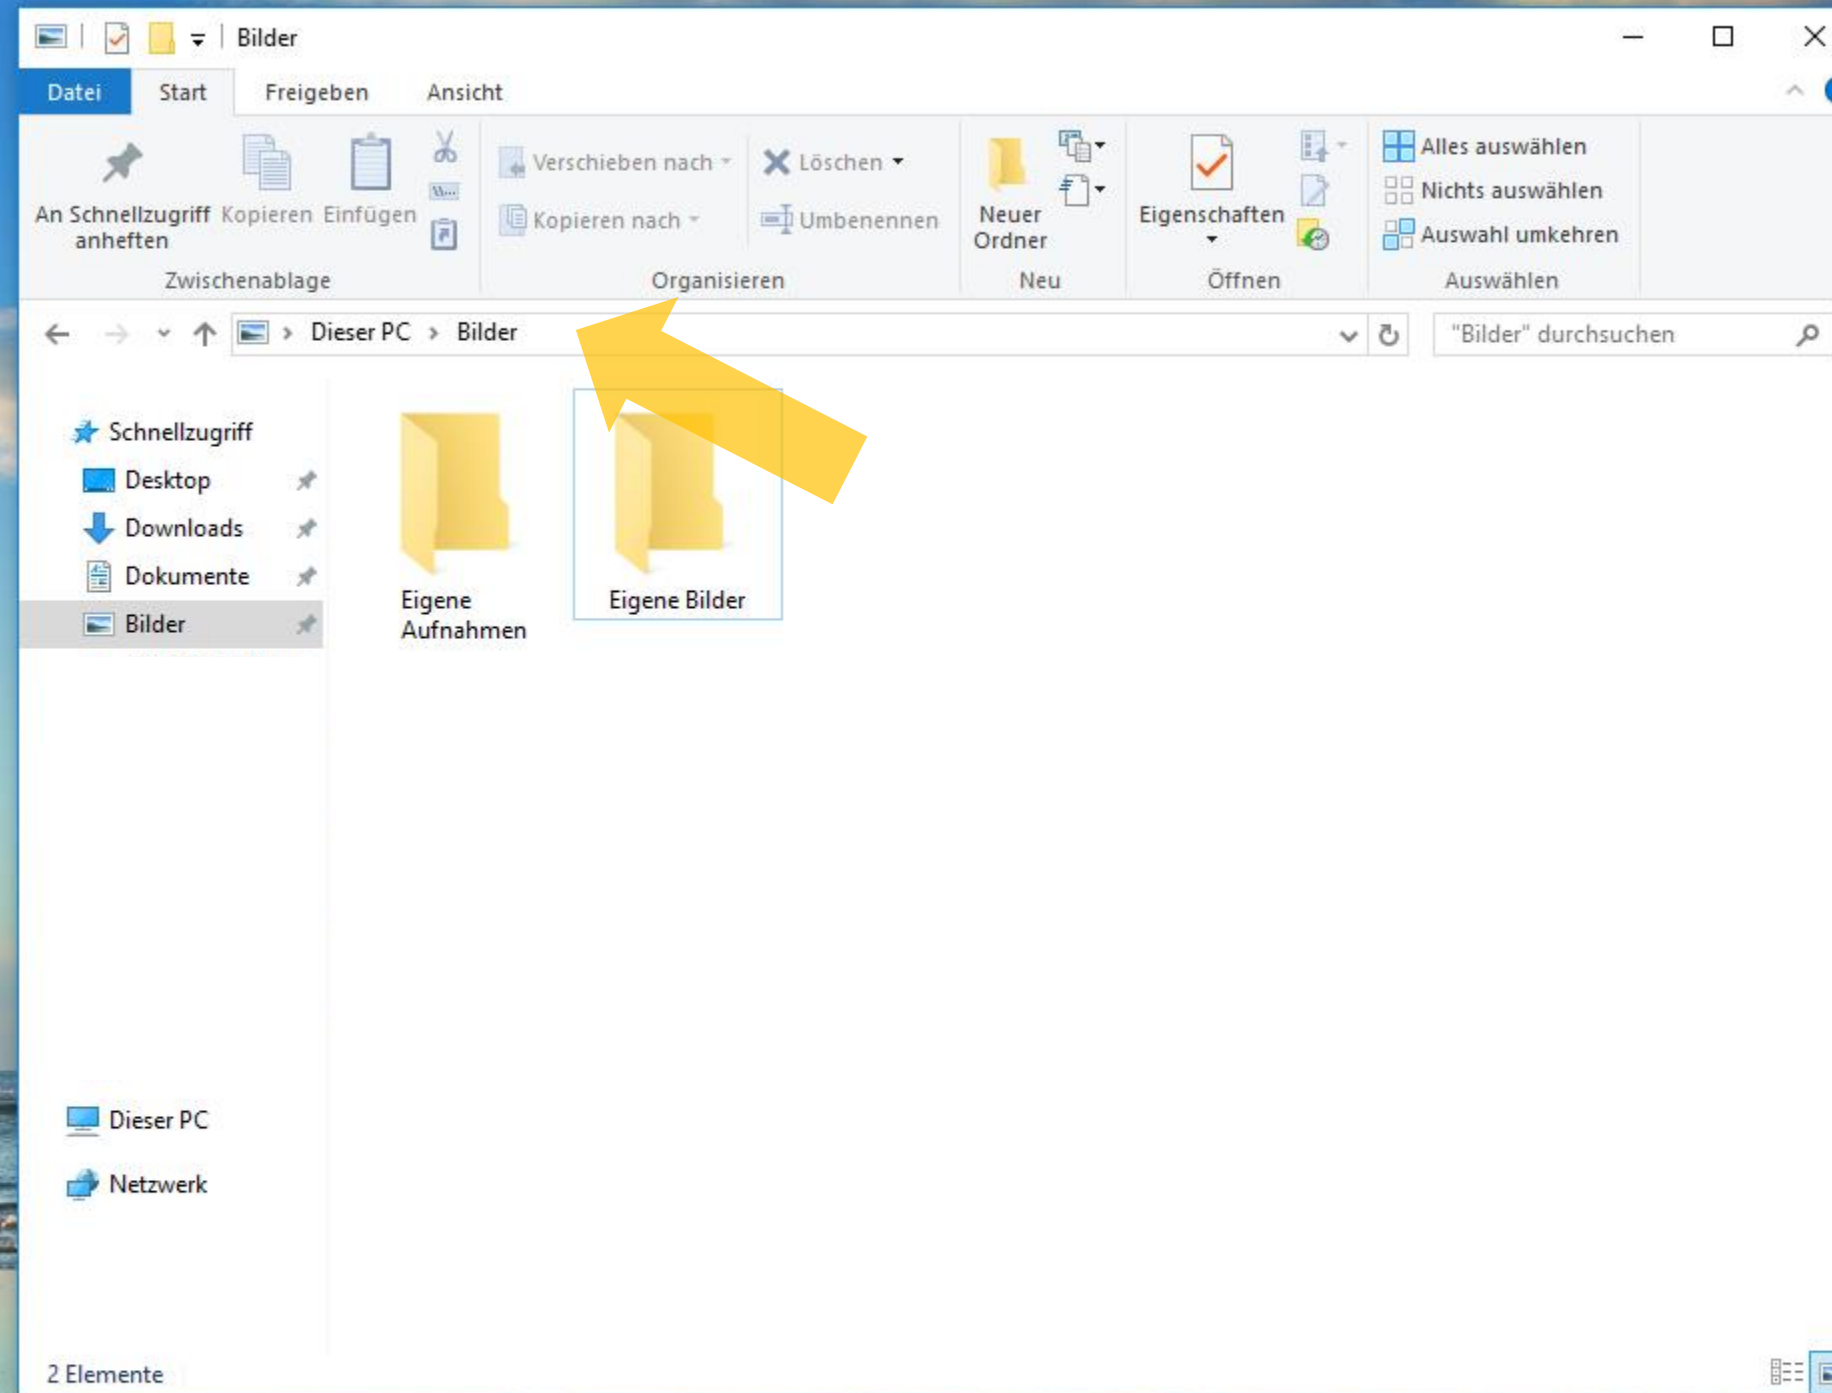 Bilder
Datei Start Freigeben Ansicht
An Schnellzugriff anheften
Kopieren
Einfügen
Zwischenablage
Verschieben nach
Kopieren nach
Löschen
Umbenennen
Organisieren
Neuer
Ordner
Neu
Eigenschaften
Öffnen
Alles auswählen
Nichts auswählen
Auswahl umkehren
Auswählen
Dieser PC > Bilder
"Bilder" durchsuchen
Schnellzugriff
Desktop
Downloads
Dokumente
Bilder
Dieser PC
Netzwerk
Eigene
Aufnahmen
Eigene Bilder
2 Elemente